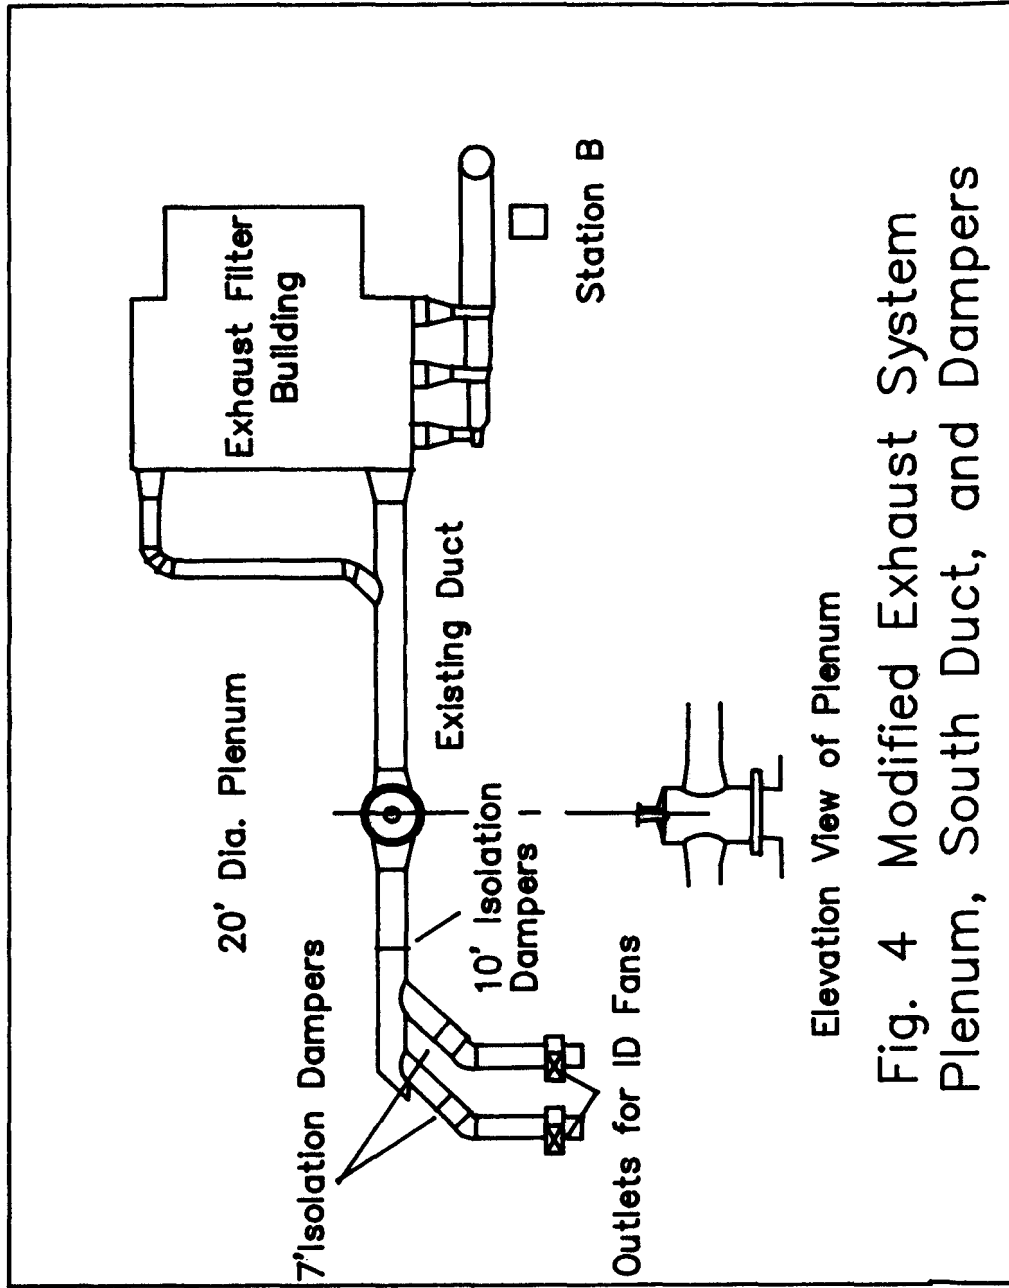 7'Isolation Dampers
20' Dia. Plenum
Exhaust Filter
Building
10' Isolation
Dampers
Existing Duct
Station B
Outlets for ID Fans
Elevation View of Plenum
Fig. 4 Modified Exhaust System
Plenum, South Duct, and Dampers